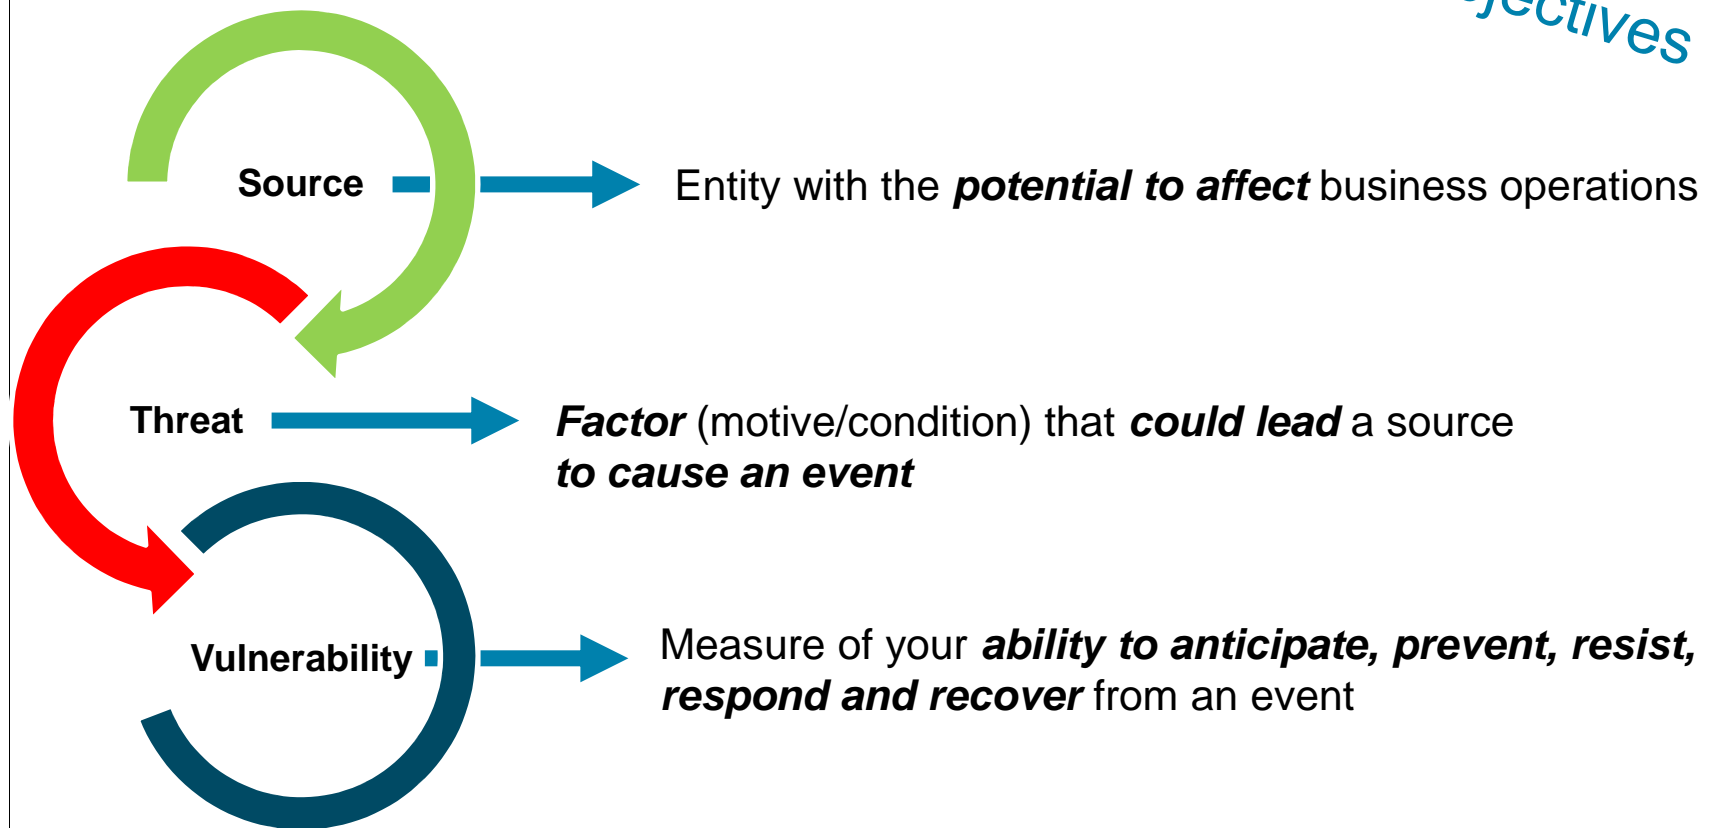 Source
Entity with the potential to affect business operations
Threat
Factor (motive/condition) that could lead a source
to cause an event
Vulnerability
Measure of your ability to anticipate, prevent, resist,
respond and recover from an event